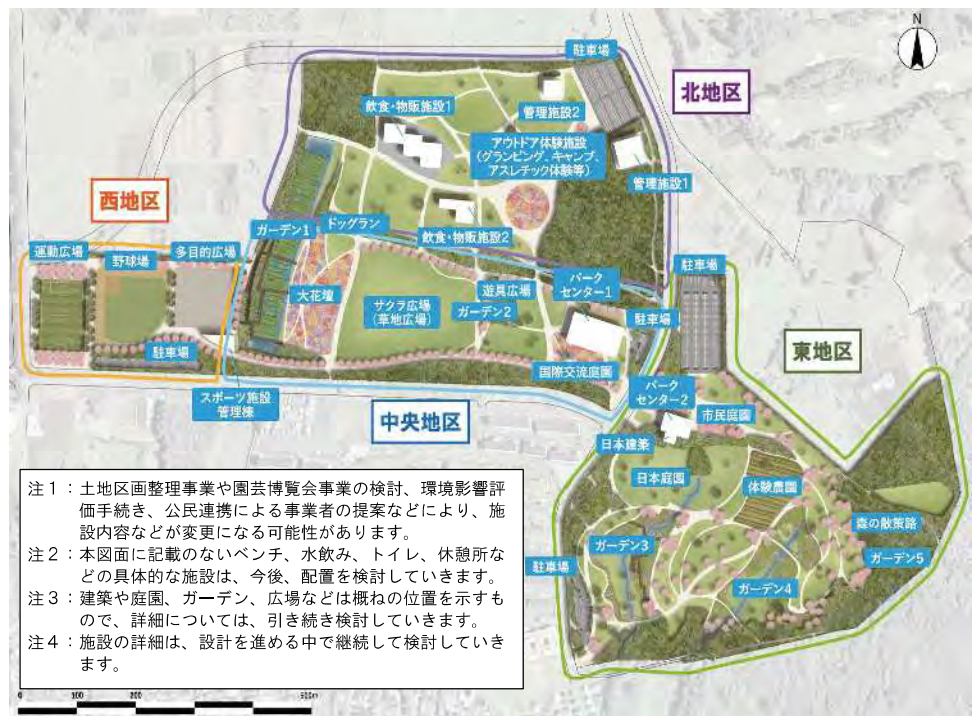 N
駐車場
北地区
飲食・物販施設1
管理施設2
アウトドア体験施設
(グランピング、キャンプ、
アスレチック体験等)
管理施設1
西地区
ガーデン1
ドッグラン
飲食・物販施設2
運動広場
野球場
多目的広場
駐車場
パーク
センター1
大花壇
サクラ広場
(草地広場)
遊具広場
ガーデン2
駐車場
東地区
駐車場
国際交流庭園
スポーツ施設
管理棟
中央地区
パーク
センター2
市民庭園
日本建築
日本庭園
体験農園
森の散策路
ガーデン3
ガーデン5
駐車場
ガーデン4
注1:土地区画整理事業や園芸博覧会事業の検討、環境影響評
価手続き、公民連携による事業者の提案などにより、施
設内容などが変更になる可能性があります。
注2:本図面に記載のないベンチ、水飲み、トイレ、休憩所な
どの具体的な施設は、今後、配置を検討していきます。
注3:建築や庭園、ガーデン、広場などは概ねの位置を示すも
ので、詳細については、引き続き検討していきます。
注4:施設の詳細は、設計を進める中で継続して検討していき
ます。
0 100 200 500m